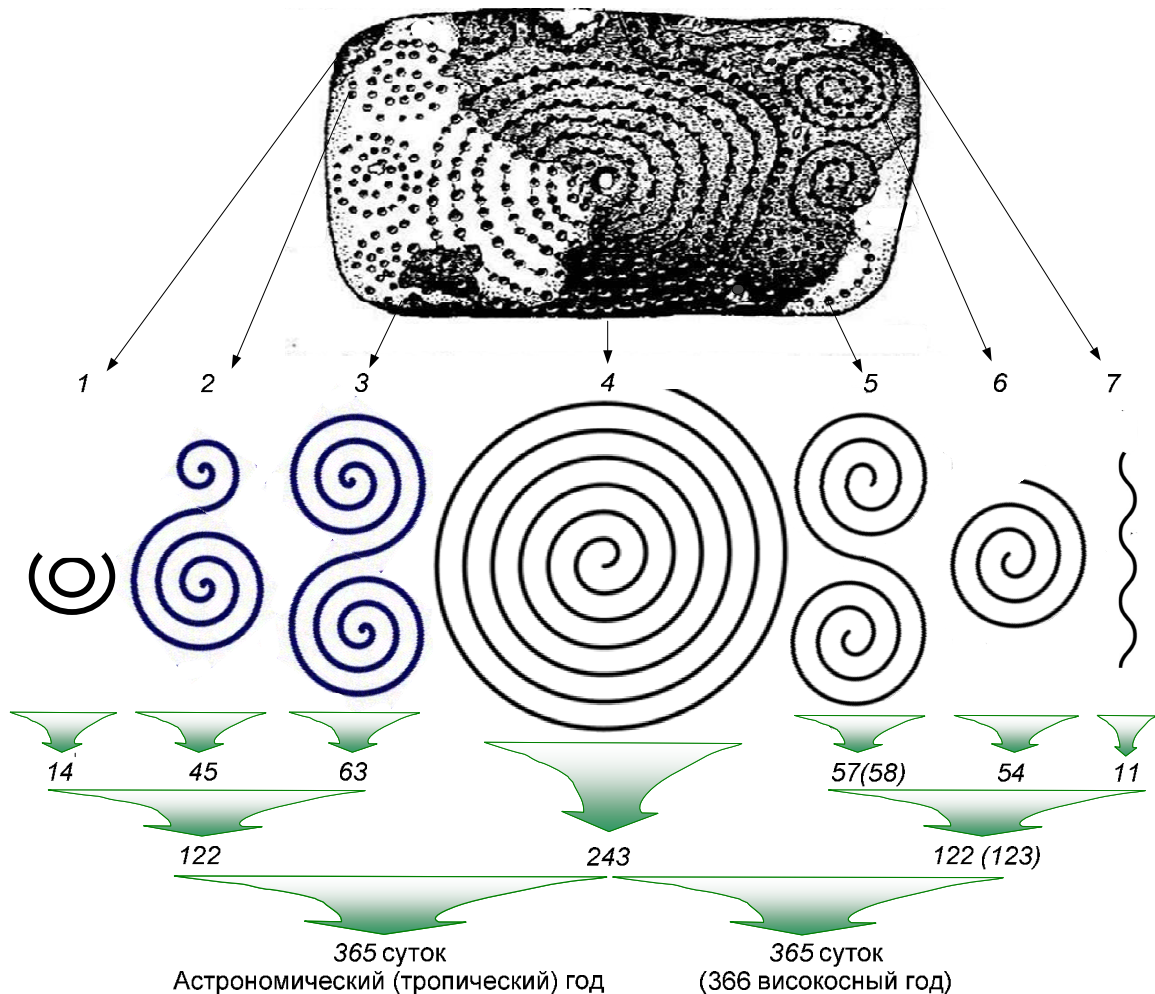 1 2 3 4 5 6 7
14 45 63 57(58) 54 11
122 243 122 (123)
365 суток 365 суток
Астрономический (тропический) год (366 високосный год)